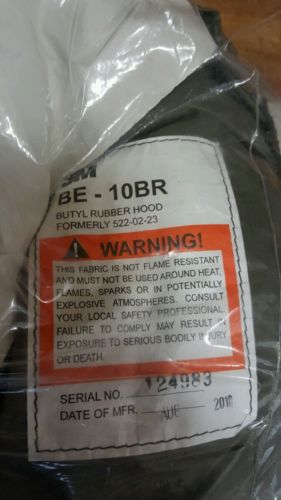 3M
BE - 10BR
BUTYL RUBBER HOOD
FORMERLY 522-02-23
WARNING!
THIS FABRIC IS NOT FLAME RESISTANT
AND MUST NOT BE USED AROUND HEAT,
FLAMES, SPARKS OR IN POTENTIALLY
EXPLOSIVE ATMOSPHERES. CONSULT
YOUR LOCAL SAFETY PROFESSIONAL.
FAILURE TO COMPLY MAY RESULT IN
EXPOSURE TO SERIOUS BODILY INJURY
OR DEATH.
SERIAL NO. 124983
DATE OF MFR. AUG 2010